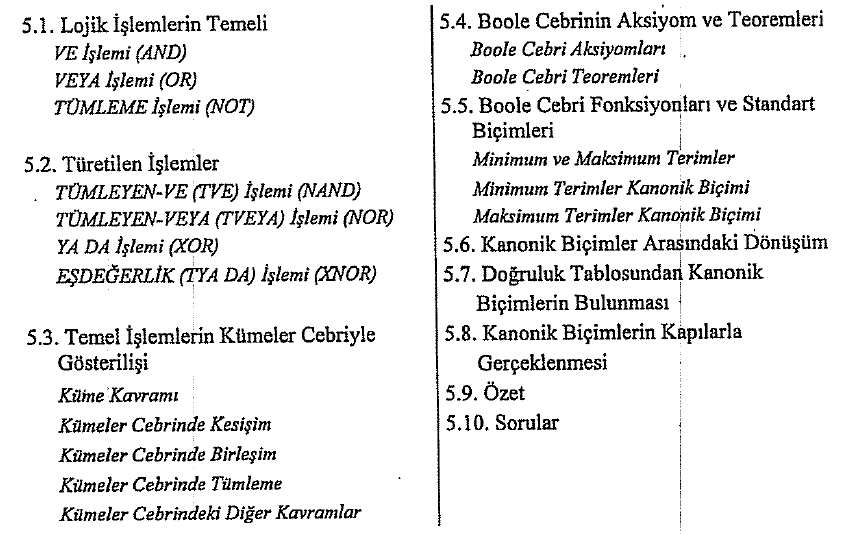 5.1. Lojik İşlemlerin Temeli
VE İşlemi (AND)
VEYA İşlemi (OR)
TÜMLEME İşlemi (NOT)
5.2. Türetilen İşlemler
TÜMLEYEN-VE (TVE) İşlemi (NAND)
TÜMLEYEN-VEYA (TVEYA) İşlemi (NOR)
YA DA İşlemi (XOR)
EŞDEĞERLİK (TYA DA) İşlemi (XNOR)
5.3. Temel İşlemlerin Kümeler Cebriyle
Gösterilişi
Küme Kavramı
Kümeler Cebrinde Kesişim
Kümeler Cebrinde Birleşim
Kümeler Cebrinde Tümleme
Kümeler Cebrindeki Diğer Kavramlar
5.4. Boole Cebrinin Aksiyom ve Teoremleri
Boole Cebri Aksiyomları
Boole Cebri Teoremleri
5.5. Boole Cebri Fonksiyonları ve Standart
Biçimleri
Minimum ve Maksimum Terimler
Minimum Terimler Kanonik Biçimi
Maksimum Terimler Kanonik Biçimi
5.6. Kanonik Biçimler Arasındaki Dönüşüm
5.7. Doğruluk Tablosundan Kanonik
Biçimlerin Bulunması
5.8. Kanonik Biçimlerin Kapılarla
Gerçeklenmesi
5.9. Özet
5.10. Sorular